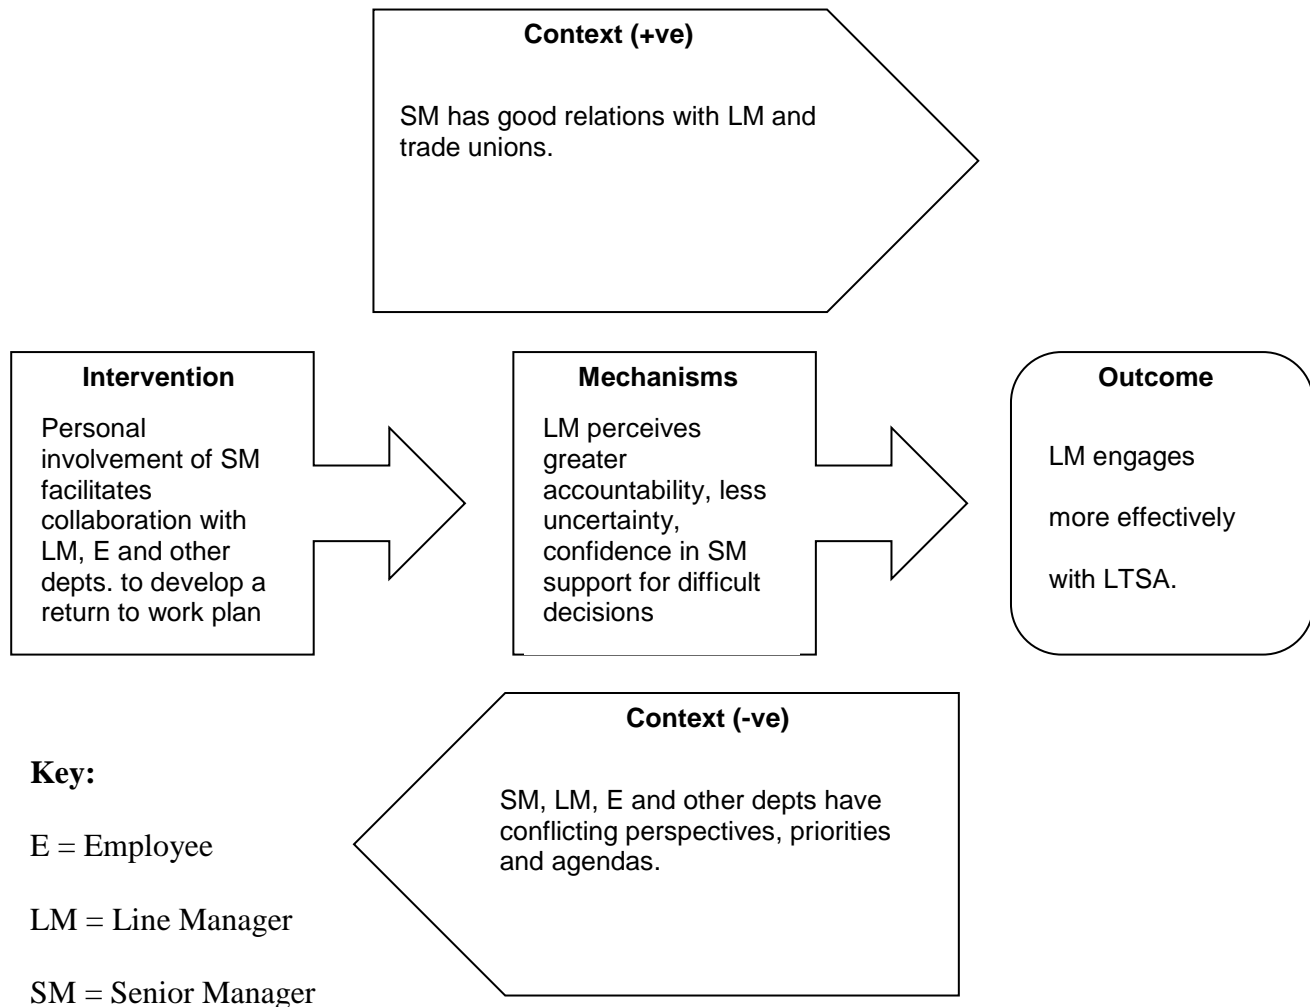 Context (+ve)
SM has good relations with LM and
trade unions.
Intervention
Personal
involvement of SM
facilitates
collaboration with
LM, E and other
depts. to develop a
return to work plan
Mechanisms
LM perceives
greater
accountability, less
uncertainty,
confidence in SM
support for difficult
decisions
Outcome
LM engages
more effectively
with LTSA.
Context (-ve)
SM, LM, E and other depts have
conflicting perspectives, priorities
and agendas.
Key:
E = Employee
LM = Line Manager
SM = Senior Manager